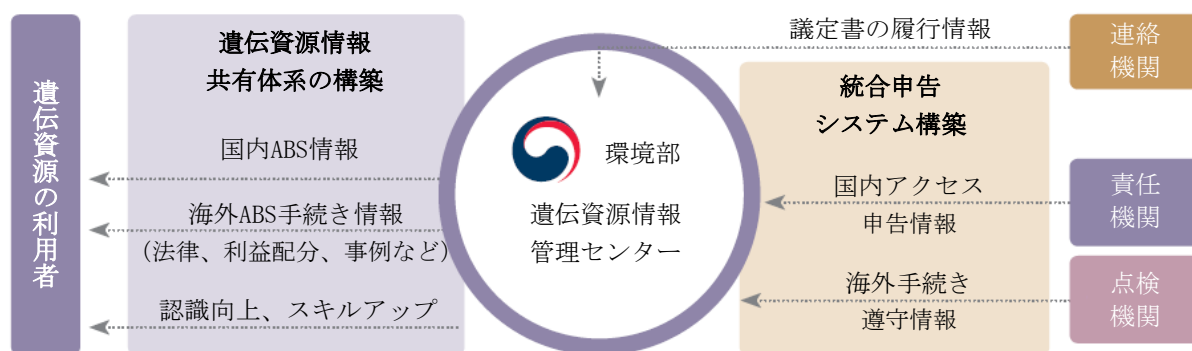 遺伝資源の利用者
遺伝資源情報
共有体系の構築
国内ABS情報
海外ABS手続き情報
（法律、利益配分、事例など）
認識向上、スキルアップ
環境部
遺伝資源情報
管理センター
議定書の履行情報
統合申告
システム構築
国内アクセス
申告情報
海外手続き
遵守情報
連絡
機関
責任
機関
点検
機関